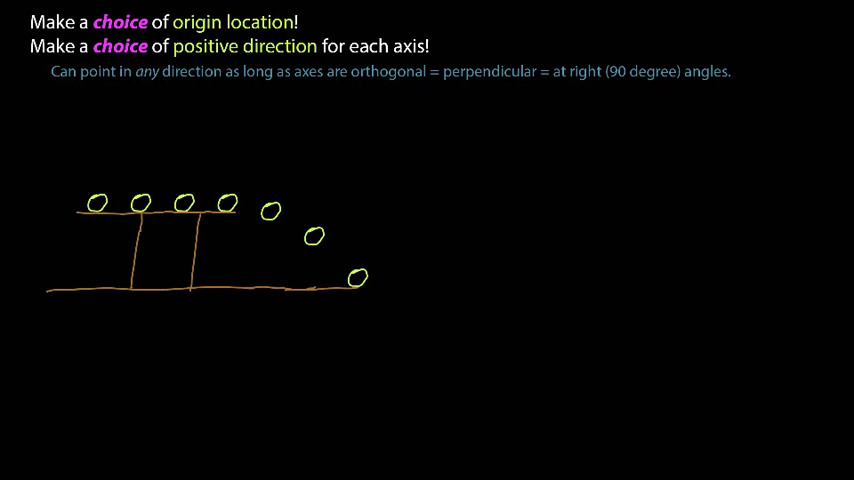 Make a choice of origin location!
Make a choice of positive direction for each axis!
Can point in any direction as long as axes are orthogonal = perpendicular = at right (90 degree) angles.